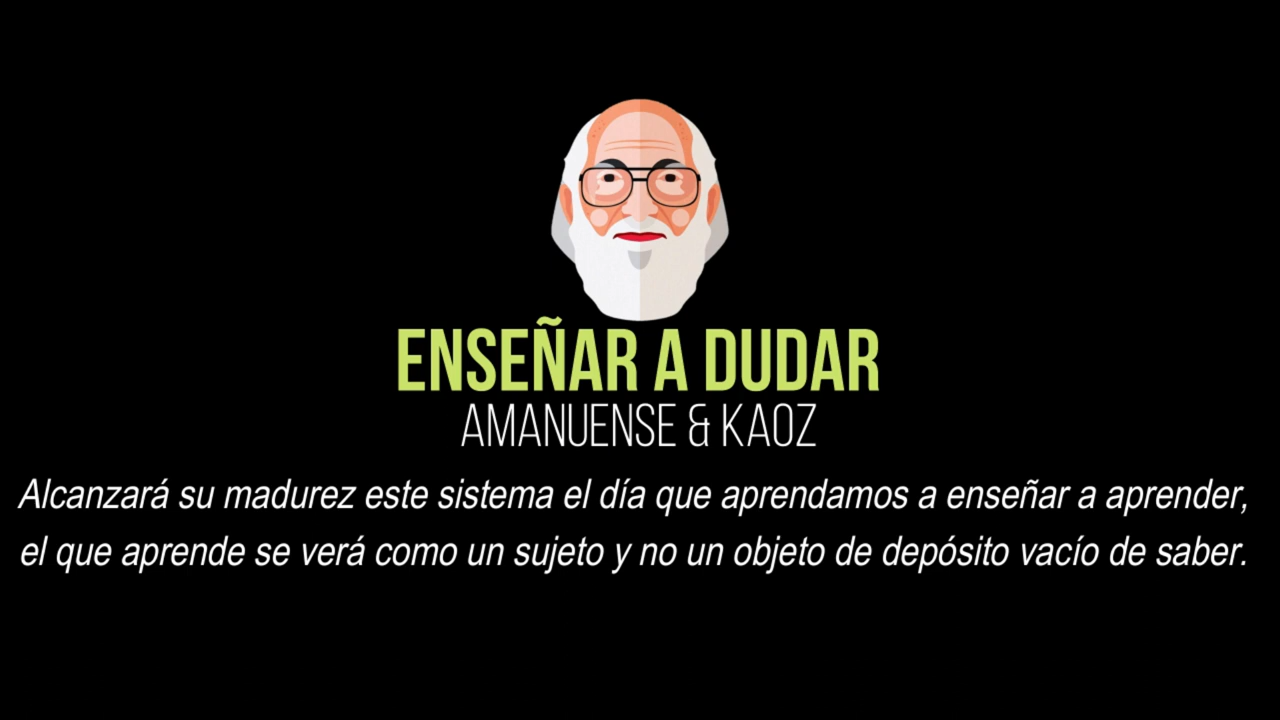 ENSEÑAR A DUDAR
AMANUENSE & KAOZ
Alcanzará su madurez este sistema el día que aprendamos a enseñar a aprender,
el que aprende se verá como un sujeto y no un objeto de depósito vacío de saber.